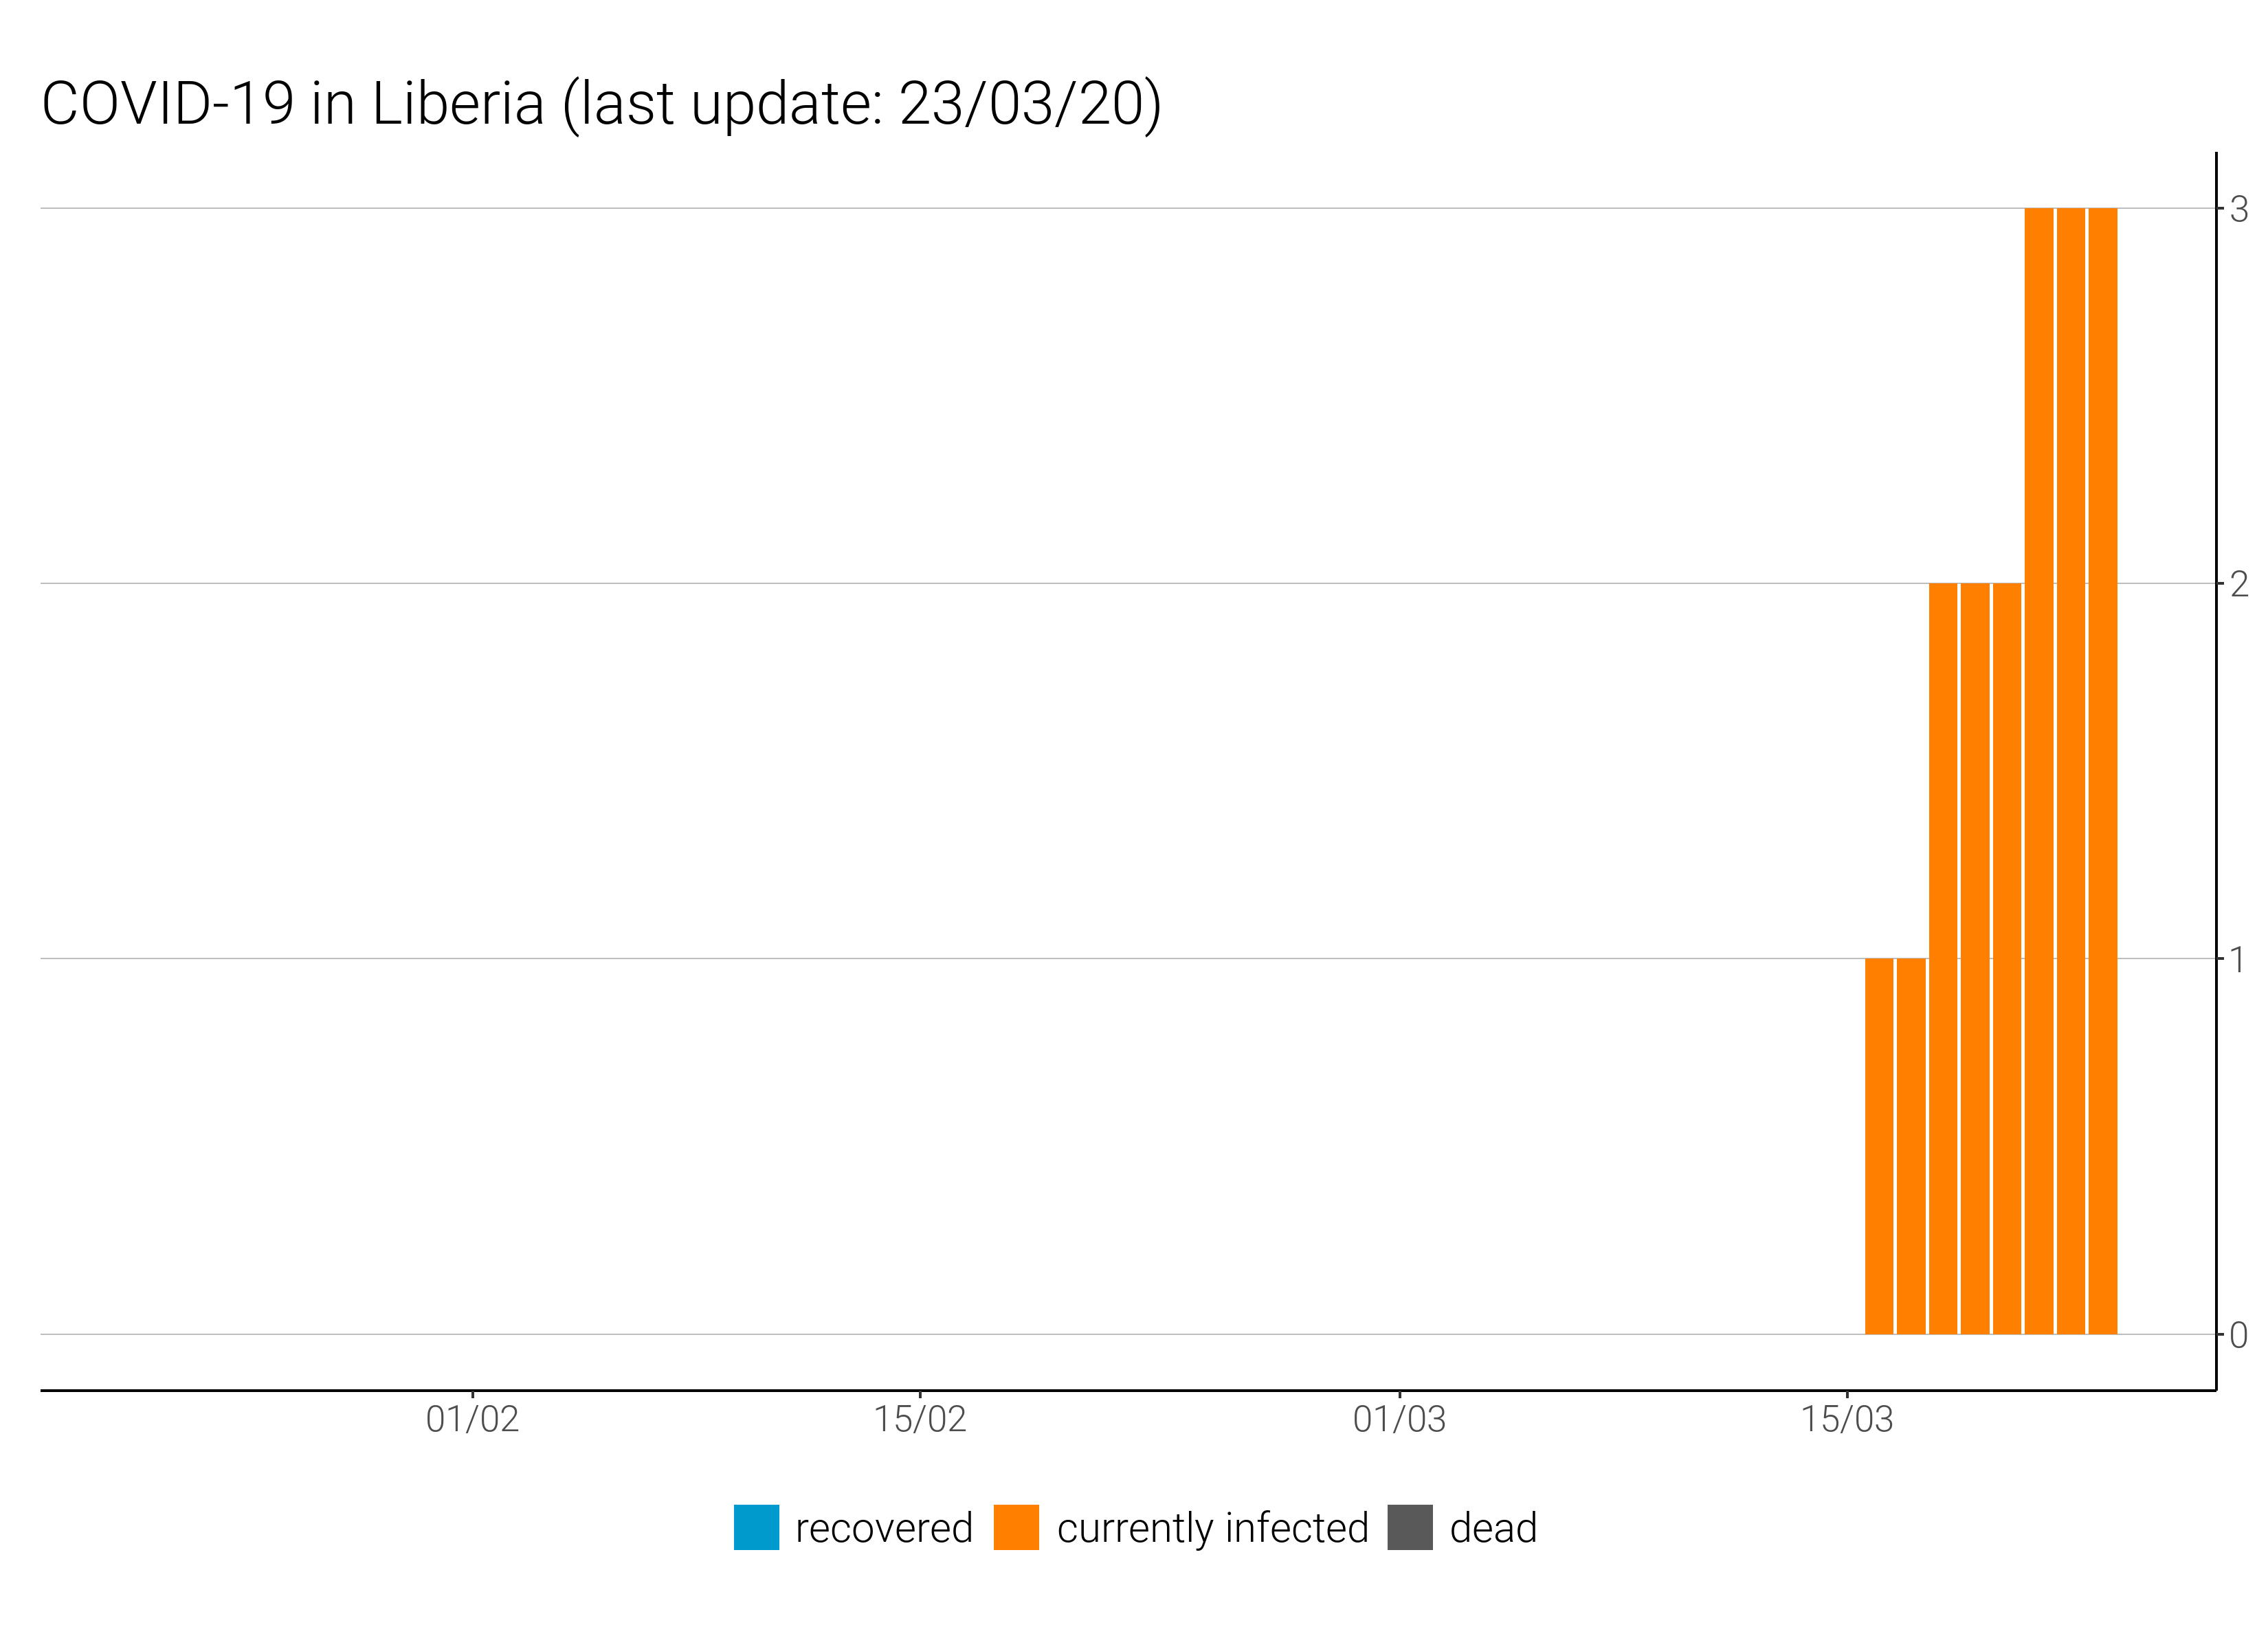 COVID-19 in Liberia (last update: 23/03/20)
3
2
1
0
01/02 15/02 01/03 15/03
recovered currently infected dead